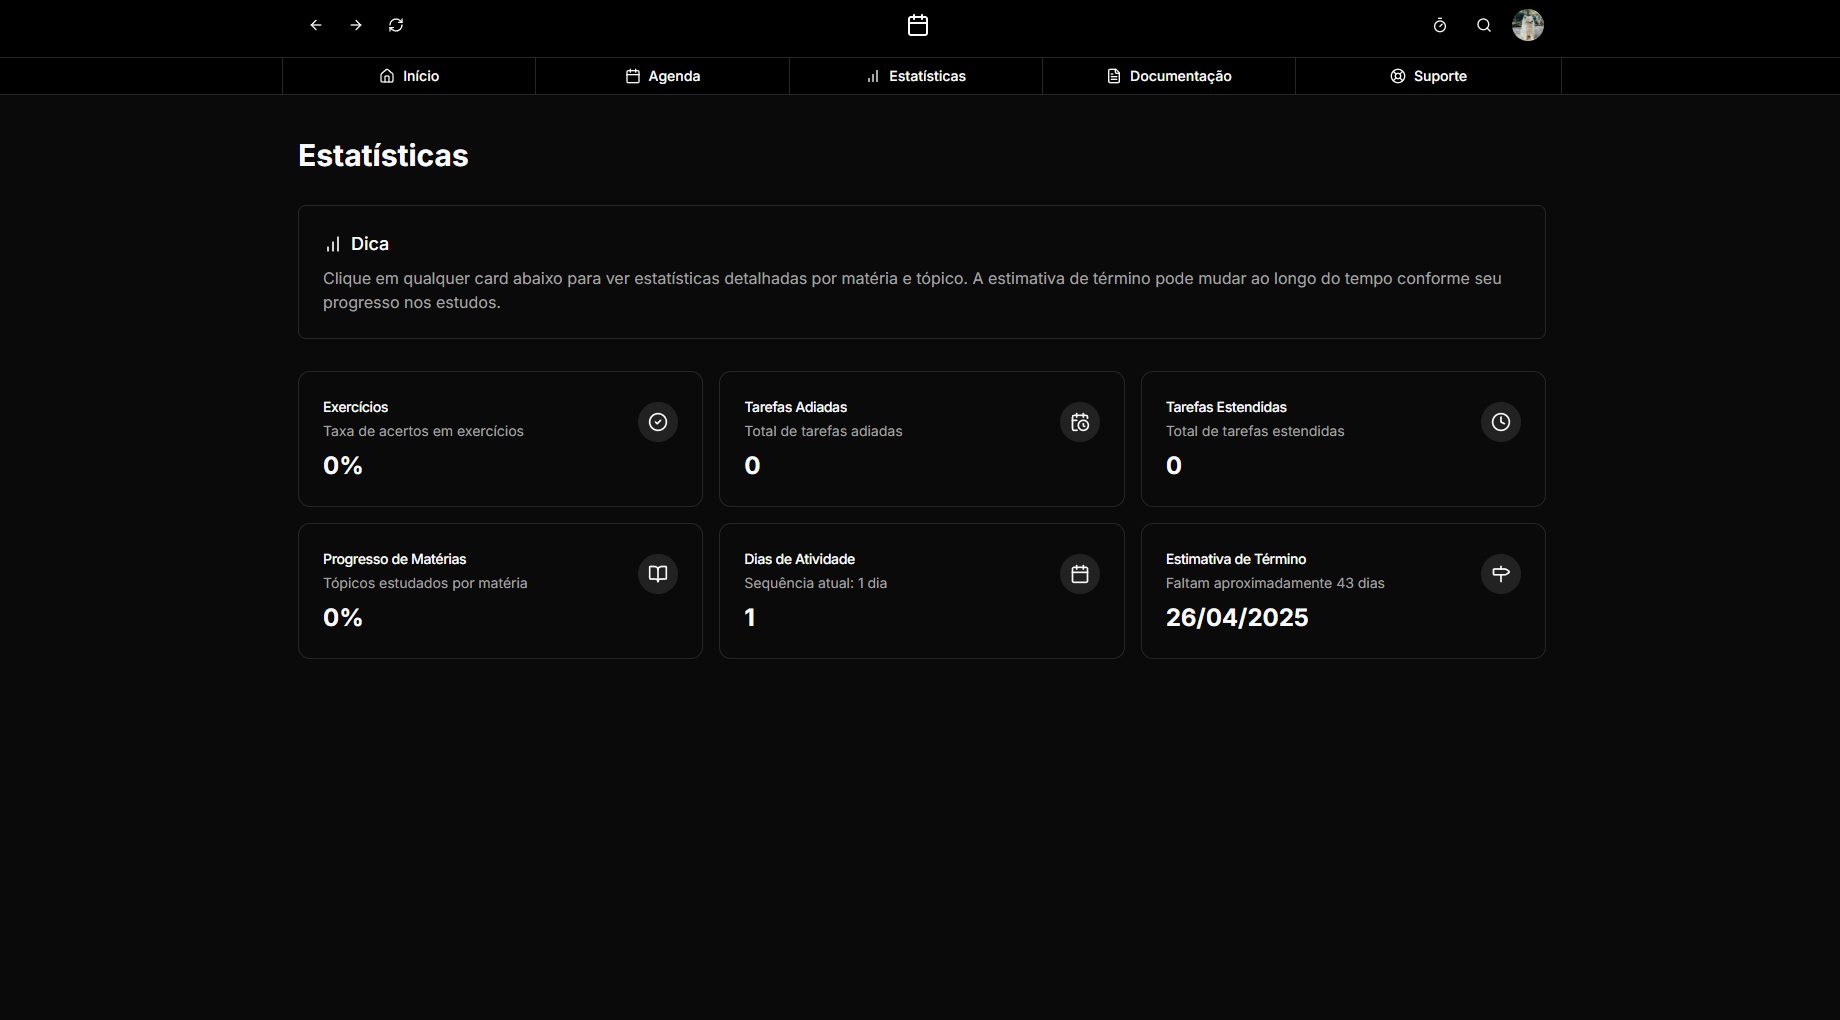 Início
Agenda
Estatísticas
Documentação
Suporte
Estatísticas
Dica
Clique em qualquer card abaixo para ver estatísticas detalhadas por matéria e tópico. A estimativa de término pode mudar ao longo do tempo conforme seu
progresso nos estudos.
Exercícios
Taxa de acertos em exercícios
0%
Tarefas Adiadas
Total de tarefas adiadas
0
Tarefas Estendidas
Total de tarefas estendidas
0
Progresso de Matérias
Tópicos estudados por matéria
0%
Dias de Atividade
Sequência atual: 1 dia
1
Estimativa de Término
Faltam aproximadamente 43 dias
26/04/2025